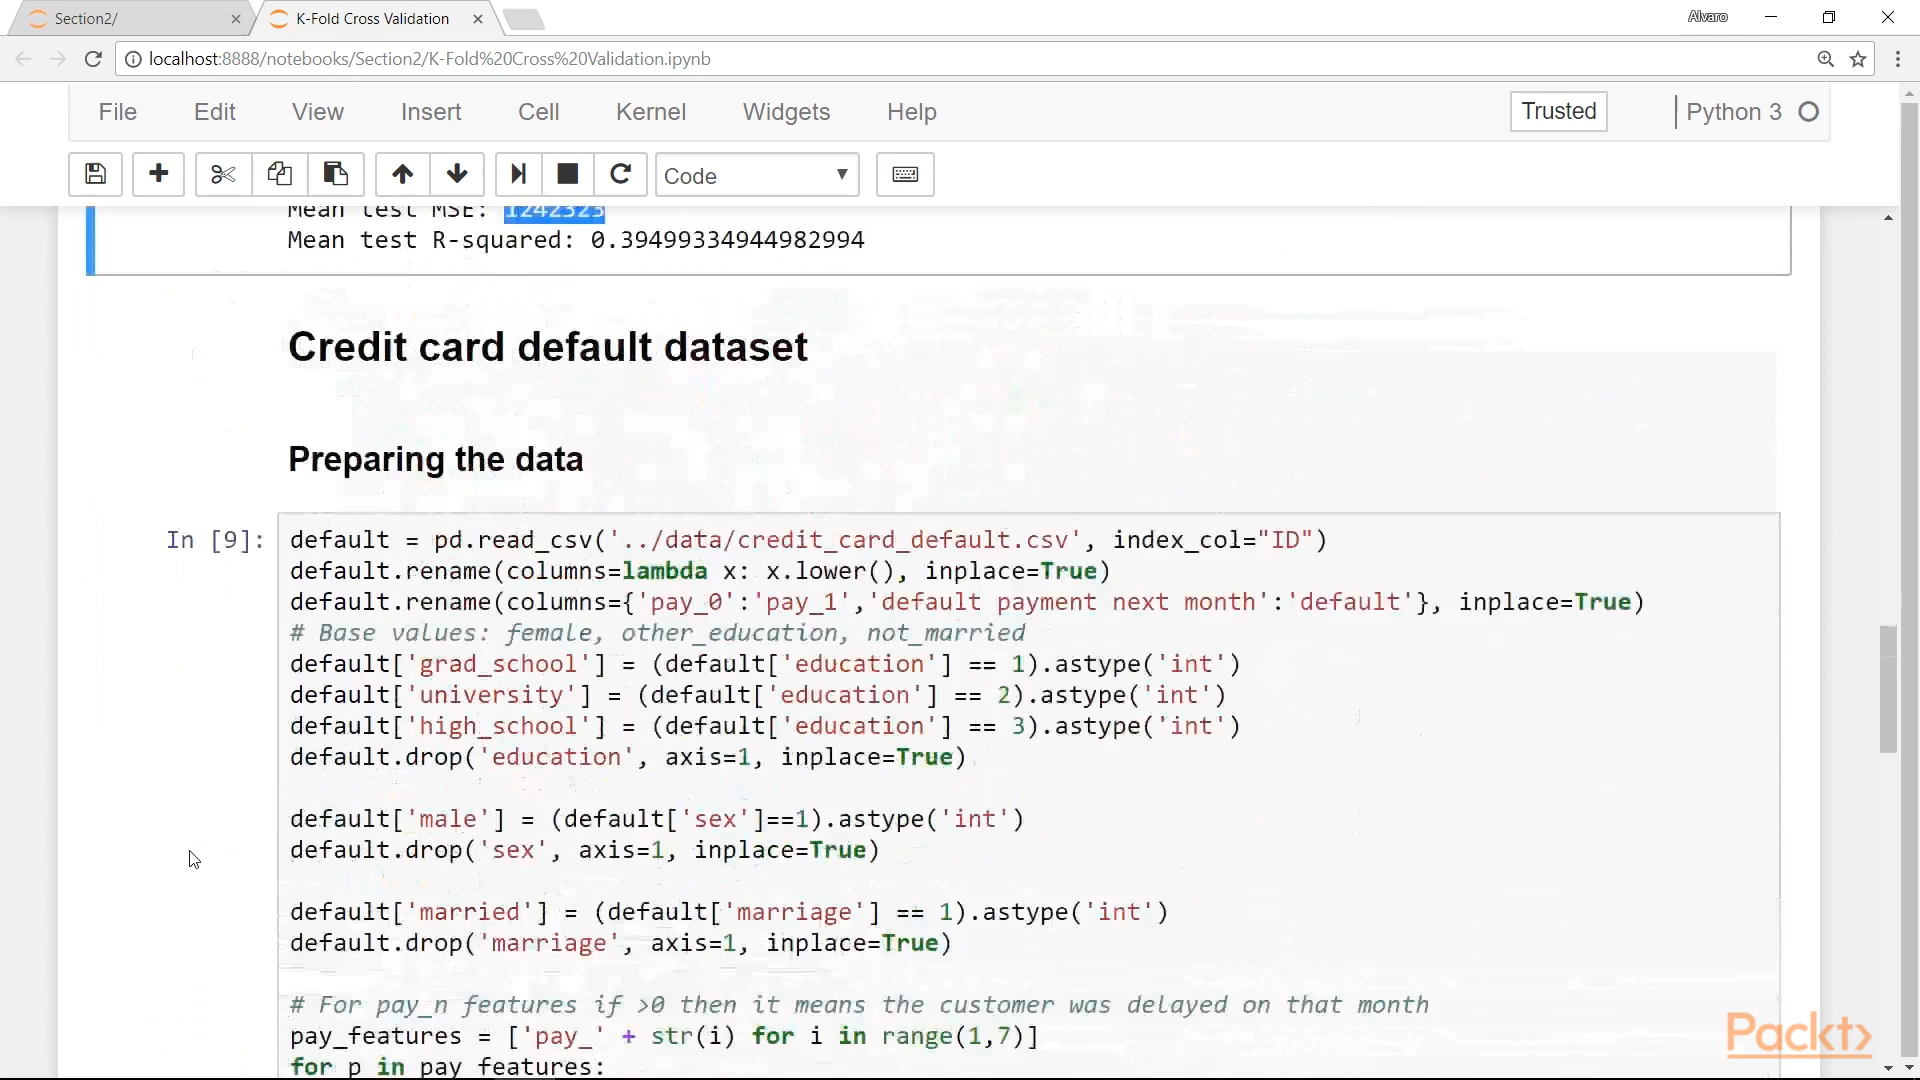 Section2/
K-Fold Cross Validation
Alvaro
localhost:8888/notebooks/Section2/K-Fold%20Cross%20Validation.ipynb
File Edit View Insert Cell Kernel Widgets Help Trusted Python 3
Code
Mean test MSE: 1242323
Mean test R-squared: 0.39499334944982994
Credit card default dataset
Preparing the data
In [9]:
default = pd.read_csv('../data/credit_card_default.csv', index_col="ID")
default.rename(columns=lambda x: x.lower(), inplace=True)
default.rename(columns={'pay_0':'pay_1','default payment next month':'default'}, inplace=True)
# Base values: female, other_education, not_married
default['grad_school'] = (default['education'] == 1).astype('int')
default['university'] = (default['education'] == 2).astype('int')
default['high_school'] = (default['education'] == 3).astype('int')
default.drop('education', axis=1, inplace=True)
default['male'] = (default['sex']==1).astype('int')
default.drop('sex', axis=1, inplace=True)
default['married'] = (default['marriage'] == 1).astype('int')
default.drop('marriage', axis=1, inplace=True)
# For pay_n features if >0 then it means the customer was delayed on that month
pay_features = ['pay_' + str(i) for i in range(1,7)]
for p in pay_features:
Packt>